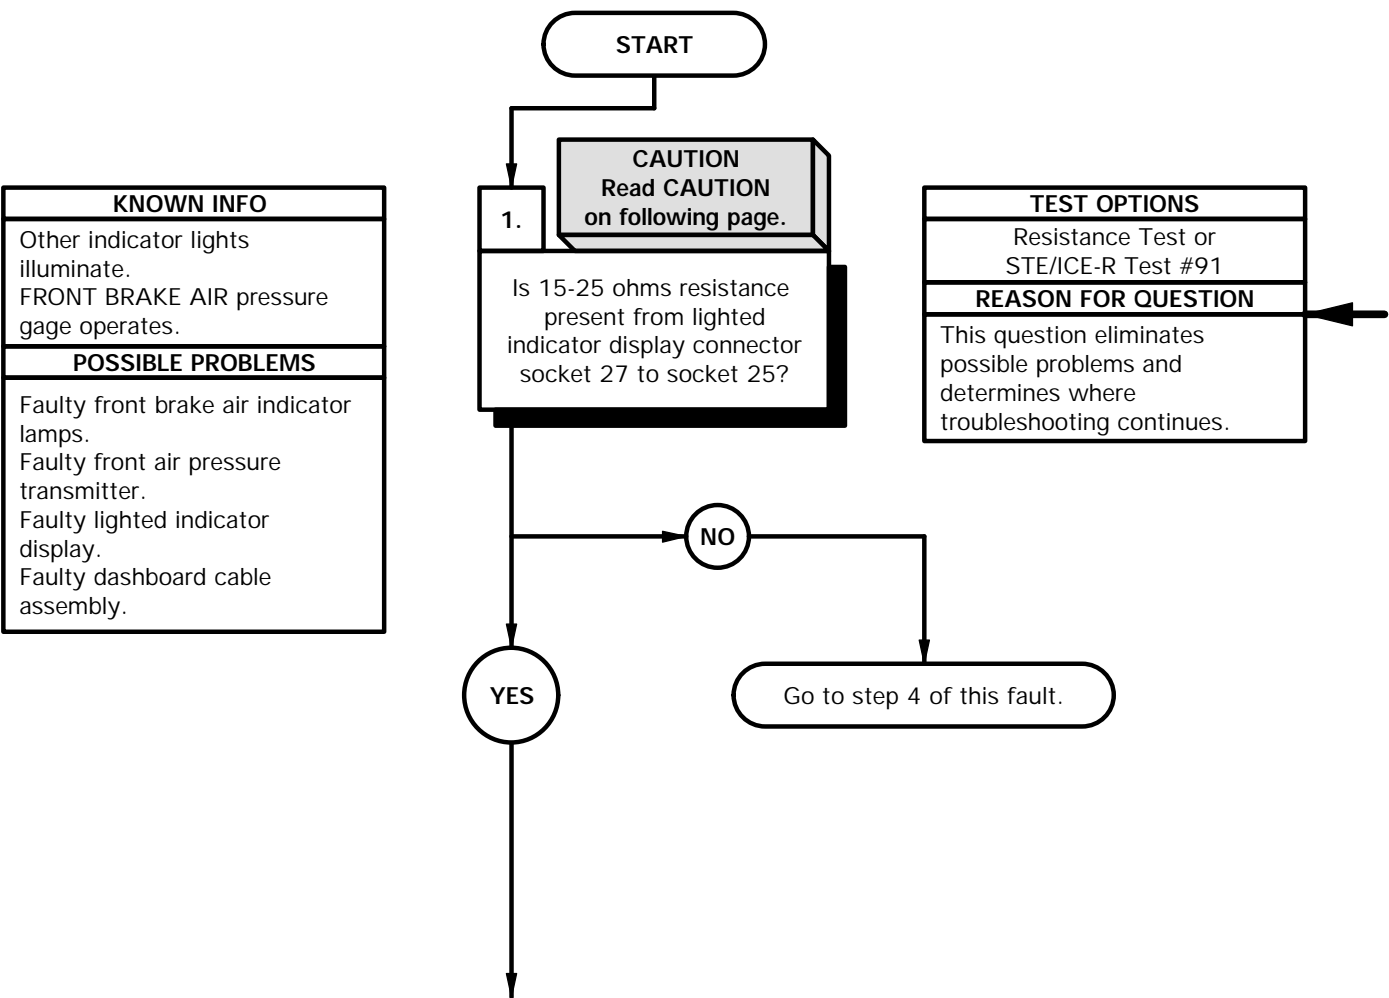 START
CAUTION
Read CAUTION
on following page.
1.
Is 15-25 ohms resistance
present from lighted
indicator display connector
socket 27 to socket 25?
KNOWN INFO
Other indicator lights
illuminate.
FRONT BRAKE AIR pressure
gage operates.
POSSIBLE PROBLEMS
Faulty front brake air indicator
lamps.
Faulty front air pressure
transmitter.
Faulty lighted indicator
display.
Faulty dashboard cable
assembly.
TEST OPTIONS
Resistance Test or
STE/ICE-R Test #91
REASON FOR QUESTION
This question eliminates
possible problems and
determines where
troubleshooting continues.
NO
YES
Go to step 4 of this fault.